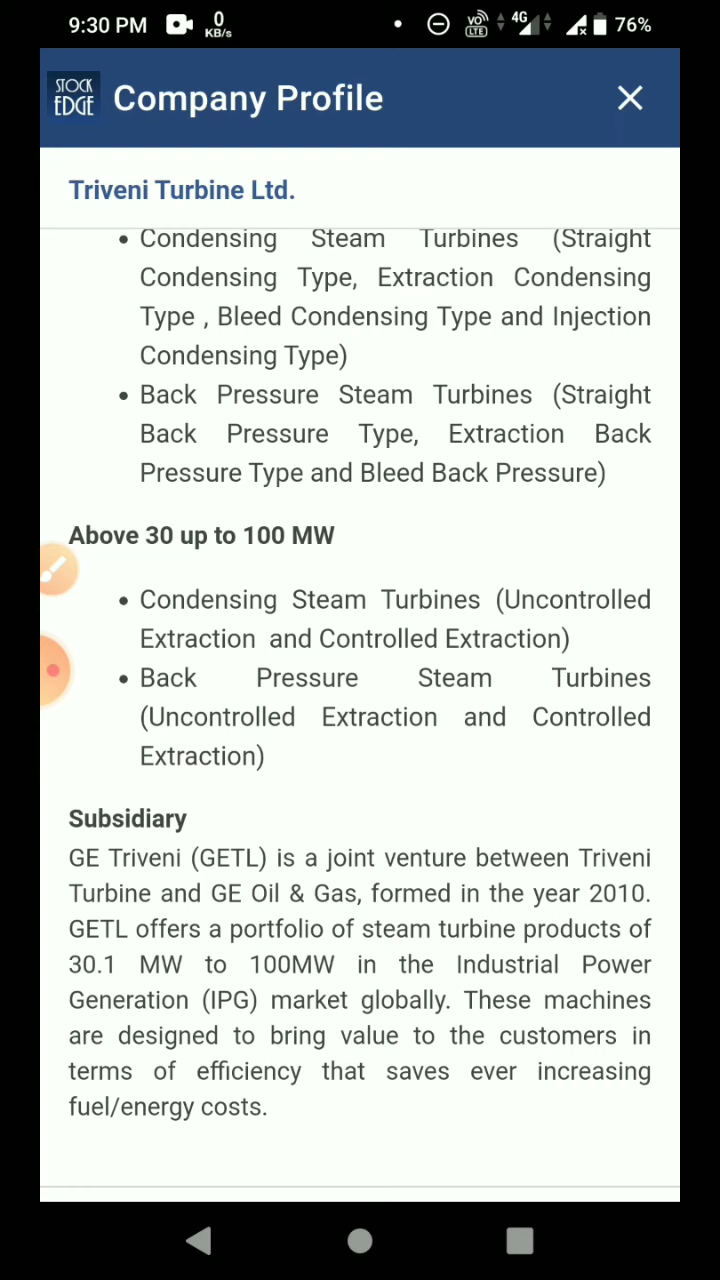 9:30 PM 0 KB/s VO LTE 4G 76%
STOCK EDGE Company Profile
Triveni Turbine Ltd.
• Condensing Steam Turbines (Straight
Condensing Type, Extraction Condensing
Type , Bleed Condensing Type and Injection
Condensing Type)
• Back Pressure Steam Turbines (Straight
Back Pressure Type, Extraction Back
Pressure Type and Bleed Back Pressure)
Above 30 up to 100 MW
• Condensing Steam Turbines (Uncontrolled
Extraction and Controlled Extraction)
• Back Pressure Steam Turbines
(Uncontrolled Extraction and Controlled
Extraction)
Subsidiary
GE Triveni (GETL) is a joint venture between Triveni
Turbine and GE Oil & Gas, formed in the year 2010.
GETL offers a portfolio of steam turbine products of
30.1 MW to 100MW in the Industrial Power
Generation (IPG) market globally. These machines
are designed to bring value to the customers in
terms of efficiency that saves ever increasing
fuel/energy costs.